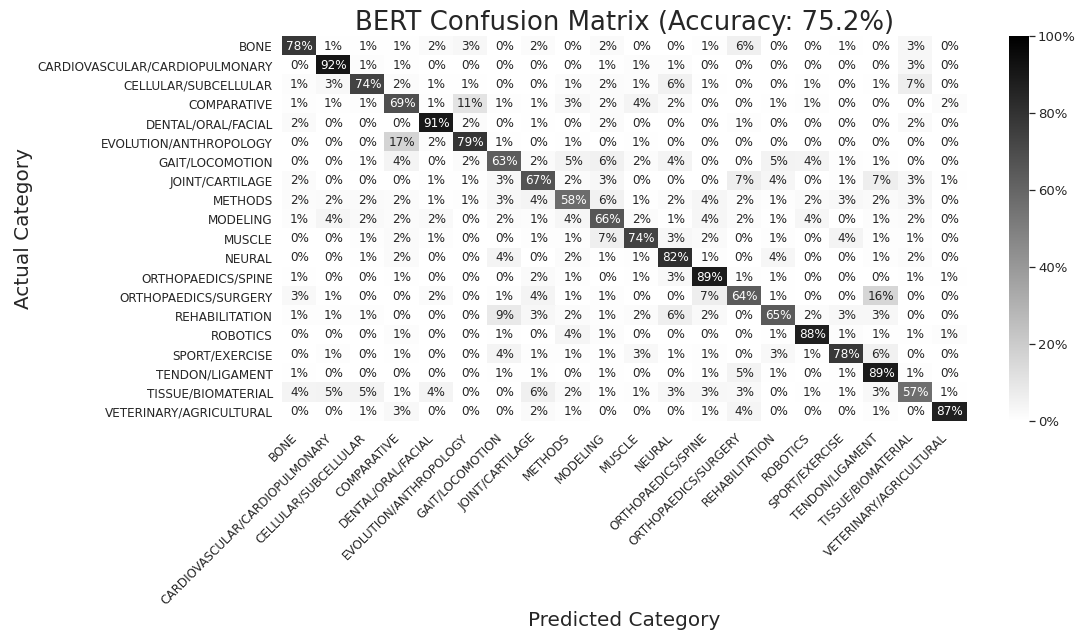 BERT Confusion Matrix (Accuracy: 75.2%)
Actual Category
BONE 78% 1% 1% 1% 2% 3% 0% 2% 0% 2% 0% 0% 1% 6% 0% 0% 1% 0% 3% 0%
CARDIOVASCULAR/CARDIOPULMONARY 0% 92% 1% 1% 0% 0% 0% 0% 0% 1% 1% 1% 0% 0% 0% 0% 0% 0% 3% 0%
CELLULAR/SUBCELLULAR 1% 3% 74% 2% 1% 1% 0% 0% 1% 2% 1% 6% 1% 0% 0% 0% 1% 0% 7% 0%
COMPARATIVE 1% 1% 1% 69% 1% 11% 1% 1% 3% 2% 4% 2% 0% 0% 1% 1% 0% 0% 0% 2%
DENTAL/ORAL/FACIAL 2% 0% 0% 0% 91% 2% 0% 1% 0% 2% 0% 0% 0% 1% 0% 0% 0% 0% 2% 0%
EVOLUTION/ANTHROPOLOGY 0% 0% 0% 17% 2% 79% 1% 0% 1% 0% 1% 0% 0% 0% 0% 0% 0% 0% 0% 0%
GAIT/LOCOMOTION 0% 0% 1% 4% 0% 2% 63% 2% 5% 6% 2% 4% 0% 0% 5% 4% 1% 1% 0% 0%
JOINT/CARTILAGE 2% 0% 0% 0% 1% 1% 3% 67% 2% 3% 0% 0% 0% 7% 4% 0% 1% 7% 3% 1%
METHODS 2% 2% 2% 2% 1% 1% 3% 4% 58% 6% 1% 2% 4% 2% 1% 2% 3% 2% 3% 0%
MODELING 1% 4% 2% 2% 2% 0% 2% 1% 4% 66% 2% 1% 4% 2% 1% 4% 0% 1% 2% 0%
MUSCLE 0% 0% 1% 2% 1% 0% 0% 1% 1% 7% 74% 3% 2% 0% 1% 0% 4% 1% 1% 0%
NEURAL 0% 0% 1% 2% 0% 0% 4% 0% 2% 1% 1% 82% 1% 0% 4% 0% 0% 1% 2% 0%
ORTHOPAEDICS/SPINE 1% 0% 0% 1% 0% 0% 0% 2% 1% 0% 1% 3% 89% 1% 1% 0% 0% 0% 1% 1%
ORTHOPAEDICS/SURGERY 3% 1% 0% 0% 2% 0% 1% 4% 1% 1% 0% 0% 7% 64% 1% 0% 0% 16% 0% 0%
REHABILITATION 1% 1% 1% 0% 0% 0% 9% 3% 2% 1% 2% 6% 2% 0% 65% 2% 3% 3% 0% 0%
ROBOTICS 0% 0% 0% 1% 0% 0% 1% 0% 4% 0% 0% 0% 0% 0% 1% 88% 1% 1% 1% 1%
SPORT/EXERCISE 0% 1% 0% 1% 0% 0% 4% 1% 1% 1% 3% 1% 1% 0% 3% 1% 78% 6% 0% 0%
TENDON/LIGAMENT 1% 0% 0% 0% 0% 0% 1% 1% 0% 1% 1% 0% 0% 5% 1% 0% 0% 89% 1% 0%
TISSUE/BIOMATERIAL 4% 5% 5% 1% 4% 0% 0% 6% 2% 1% 1% 3% 3% 3% 0% 1% 1% 3% 57% 1%
VETERINARY/AGRICULTURAL 0% 0% 1% 3% 0% 0% 0% 2% 1% 0% 0% 0% 1% 4% 0% 0% 0% 1% 0% 87%
BONE
CARDIOVASCULAR/CARDIOPULMONARY
CELLULAR/SUBCELLULAR
COMPARATIVE
DENTAL/ORAL/FACIAL
EVOLUTION/ANTHROPOLOGY
GAIT/LOCOMOTION
JOINT/CARTILAGE
METHODS
MODELING
MUSCLE
NEURAL
ORTHOPAEDICS/SPINE
ORTHOPAEDICS/SURGERY
REHABILITATION
ROBOTICS
SPORT/EXERCISE
TENDON/LIGAMENT
TISSUE/BIOMATERIAL
VETERINARY/AGRICULTURAL
Predicted Category
100%
80%
60%
40%
20%
0%